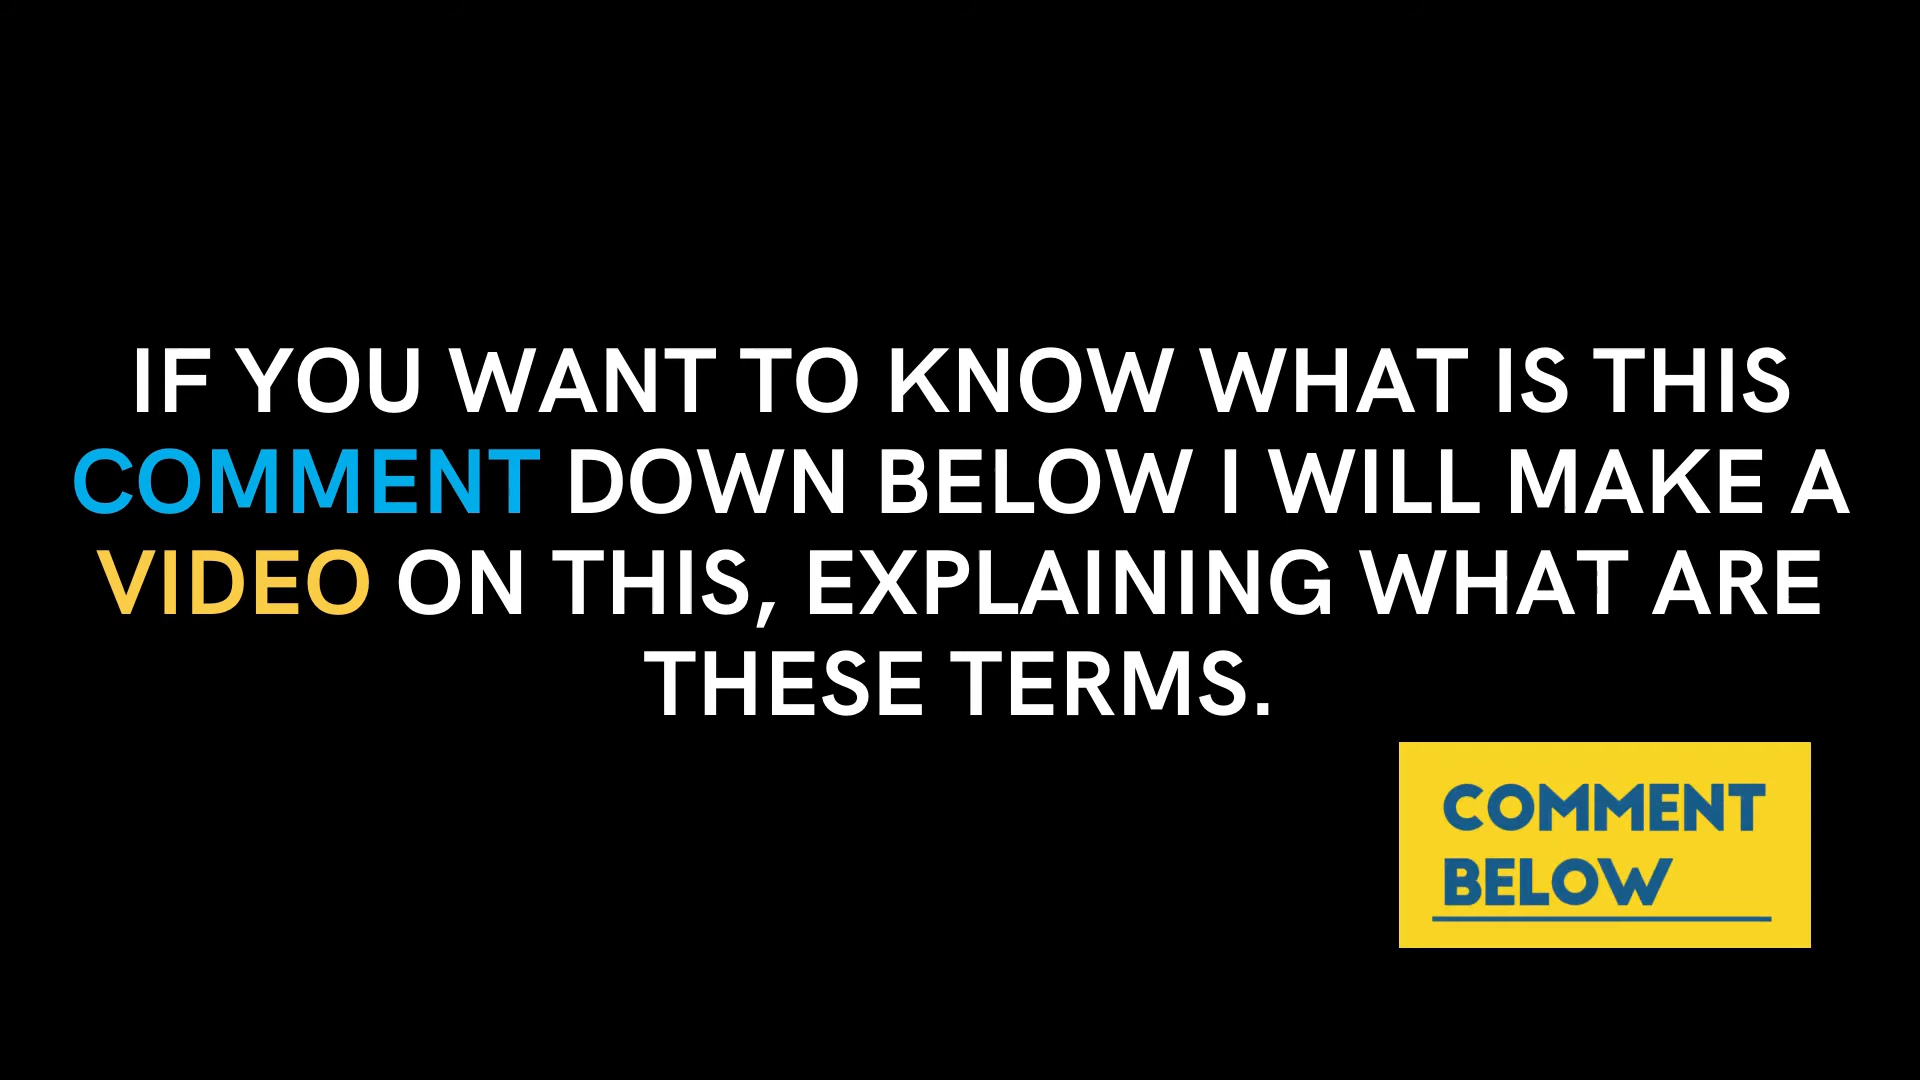 IF YOU WANT TO KNOW WHAT IS THIS
COMMENT DOWN BELOW I WILL MAKE A
VIDEO ON THIS, EXPLAINING WHAT ARE
THESE TERMS.
COMMENT
BELOW